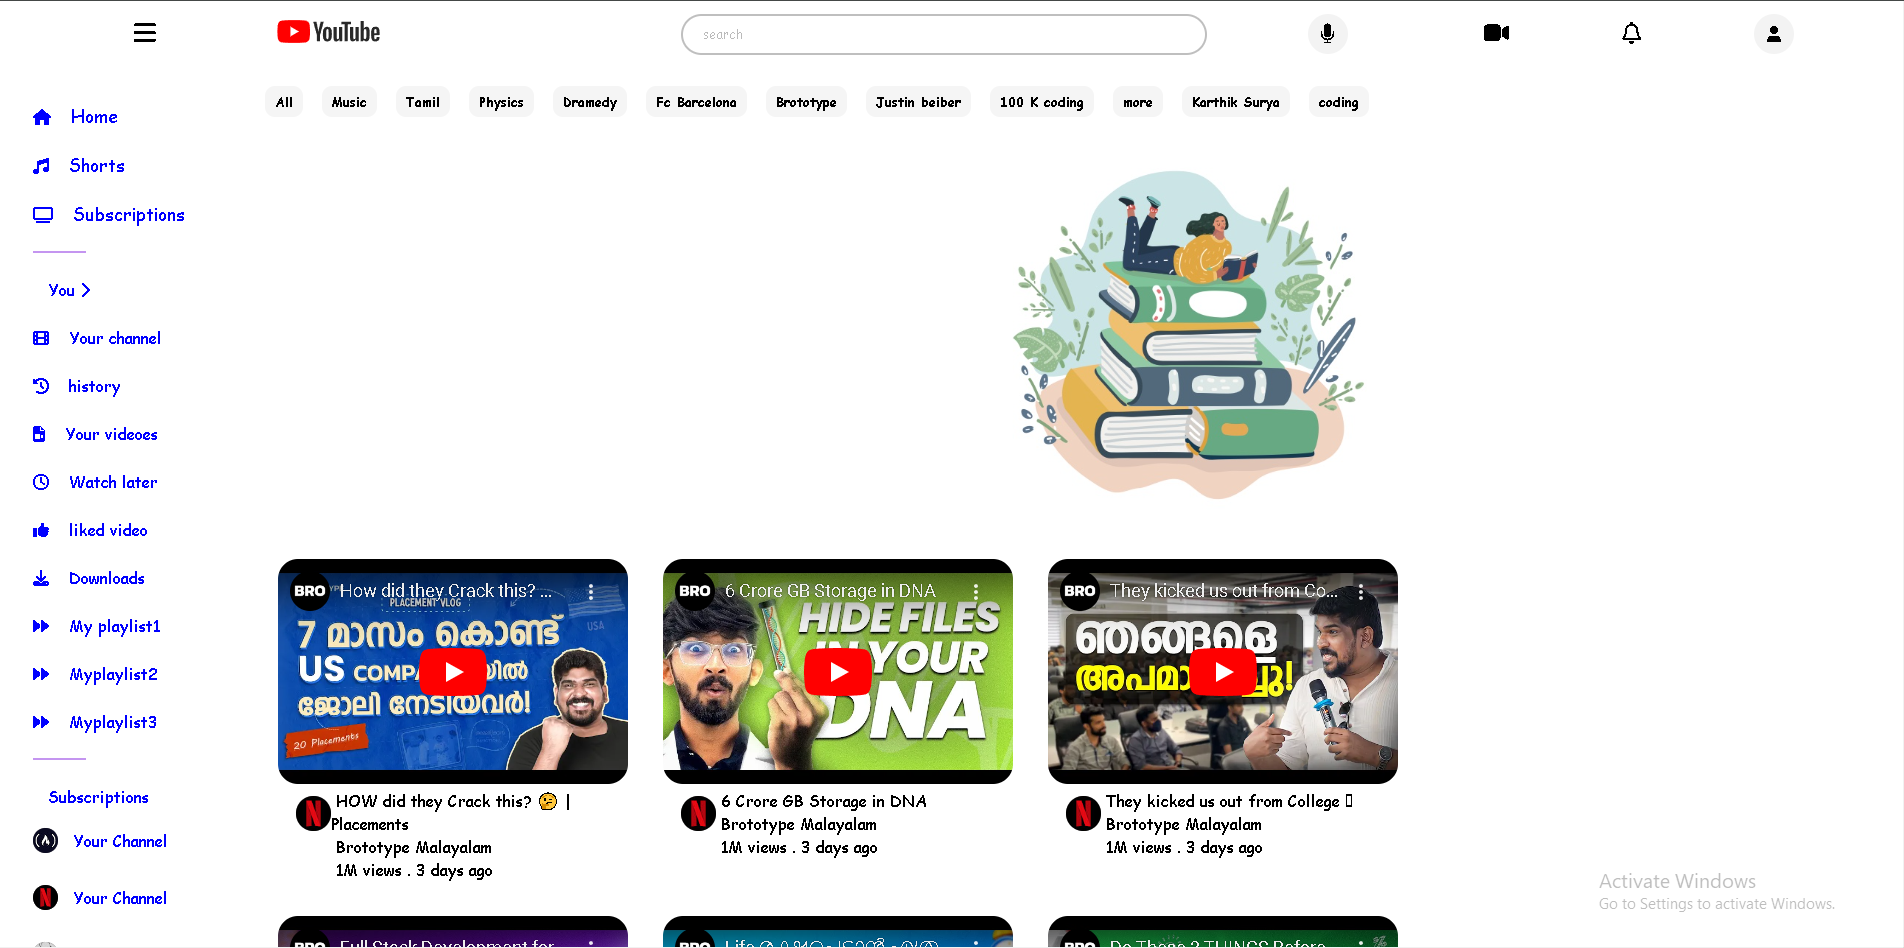 YouTube
search
All Music Tamil Physics Dramedy Fc Barcelona Brototype Justin beiber 100 K coding more Karthik Surya coding
Home
Shorts
Subscriptions
You
Your channel
history
Your videoes
Watch later
liked video
Downloads
My playlist1
Myplaylist2
Myplaylist3
Subscriptions
Your Channel
Your Channel
BRO How did they Crack this? ...
PLACEMENT VLOG
USA
7 മാസം കൊണ്ട്
US
ജോലി നേടിയവർ!
20 Placements
HOW did they Crack this? 🤔 |
Placements
Brototype Malayalam
1M views . 3 days ago
BRO 6 Crore GB Storage in DNA
HIDE FILES
YOUR
DNA
6 Crore GB Storage in DNA
Brototype Malayalam
1M views . 3 days ago
BRO They kicked us out from Co...
ഞങ്ങളെ
They kicked us out from College
Brototype Malayalam
1M views . 3 days ago
Activate Windows
Go to Settings to activate Windows.
BRO Full Stack Development for
BRO Life
BRO Do These 3 THINGS Before